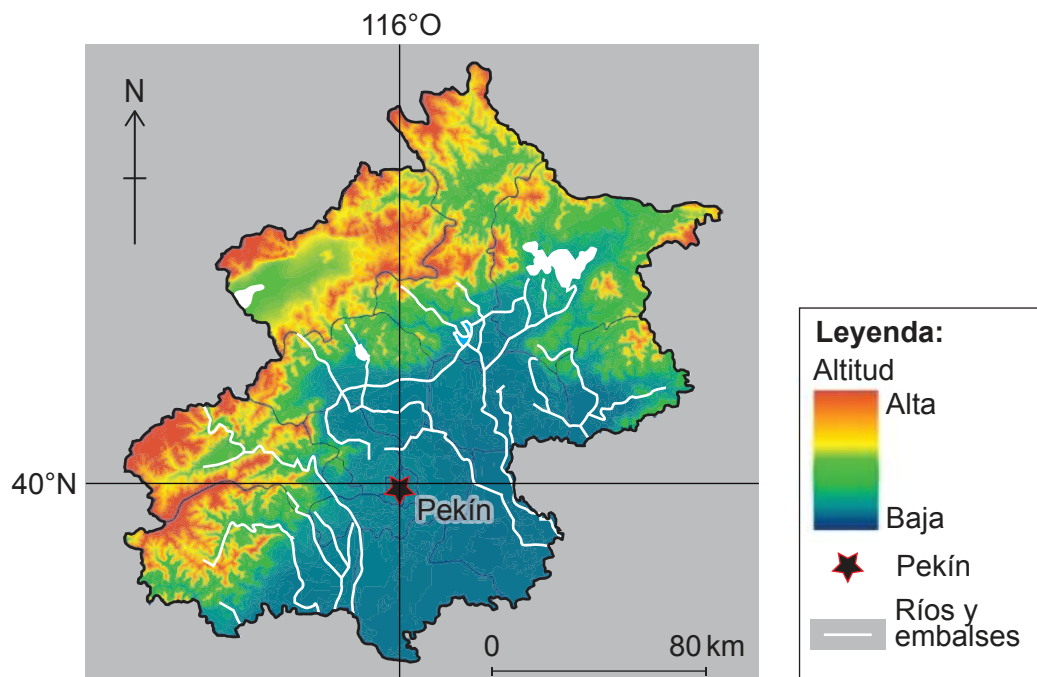 116°O
N
40°N
Pekín
0
80 km
Leyenda:
Altitud
Alta
Baja
Pekín
Ríos y
embalses